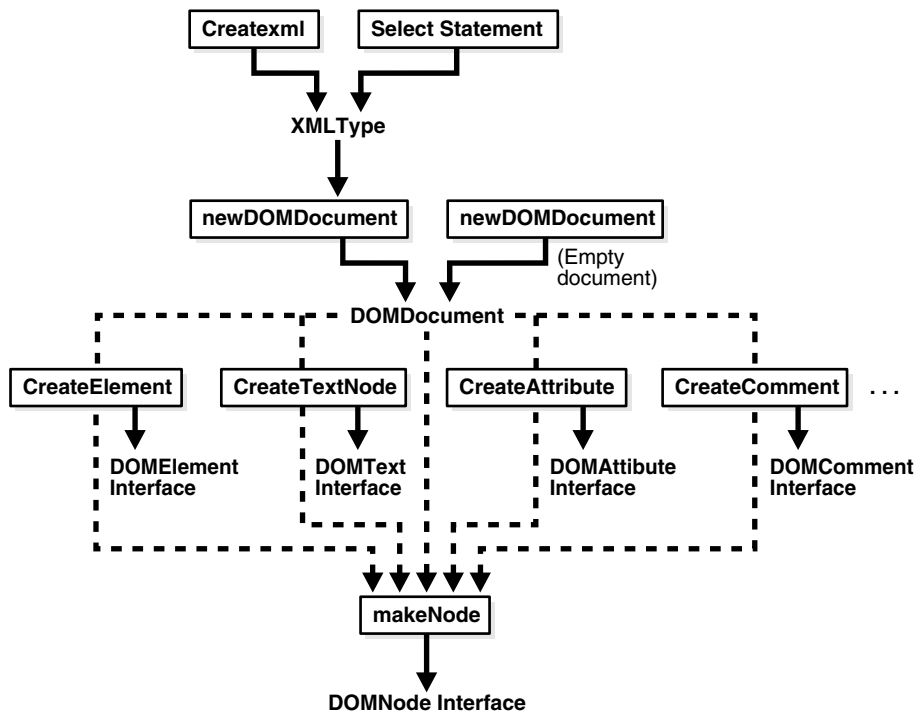 Createxml
Select Statement
XMLType
newDOMDocument
newDOMDocument
(Empty
document)
DOMDocument
CreateElement
CreateTextNode
CreateAttribute
CreateComment
...
DOMElement
Interface
DOMText
Interface
DOMAttibute
Interface
DOMComment
Interface
makeNode
DOMNode Interface